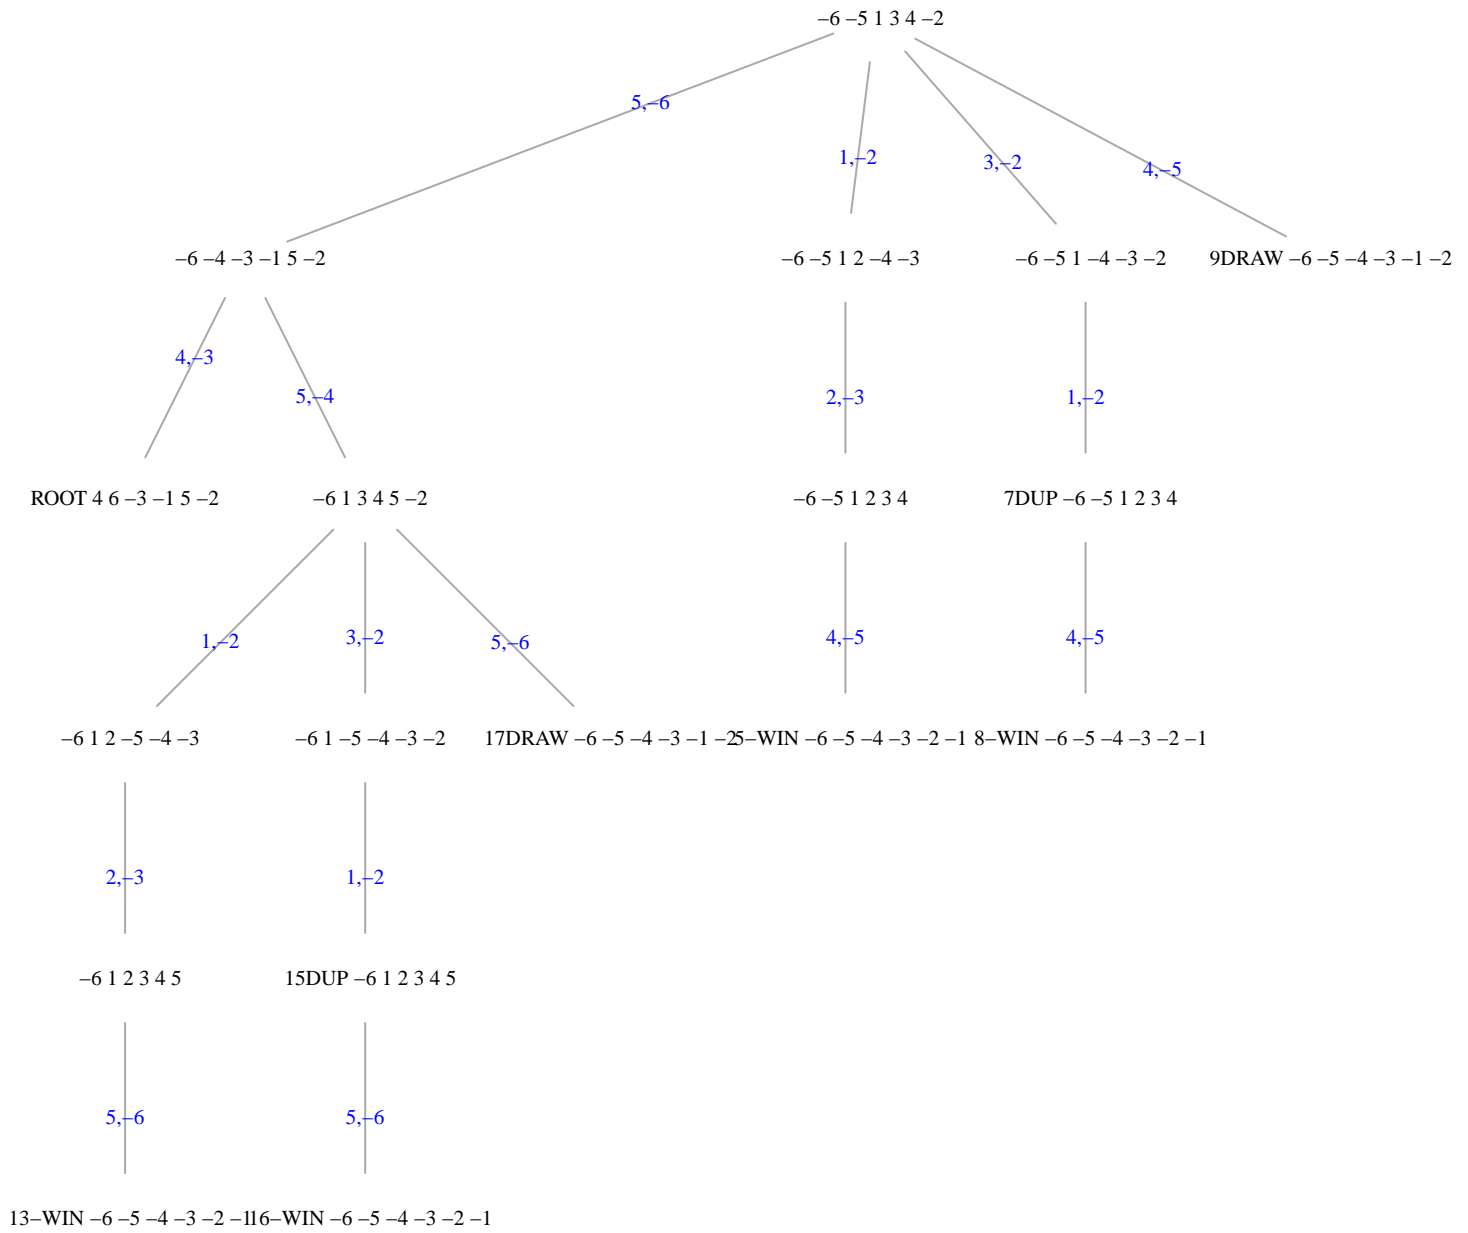 −6 −5 1 3 4 −2
5,−6
1,−2
3,−2
4,−5
−6 −4 −3 −1 5 −2
−6 −5 1 2 −4 −3
−6 −5 1 −4 −3 −2
9DRAW −6 −5 −4 −3 −1 −2
4,−3
5,−4
2,−3
1,−2
ROOT 4 6 −3 −1 5 −2
−6 1 3 4 5 −2
−6 −5 1 2 3 4
7DUP −6 −5 1 2 3 4
1,−2
3,−2
5,−6
4,−5
4,−5
−6 1 2 −5 −4 −3
−6 1 −5 −4 −3 −2
17DRAW −6 −5 −4 −3 −1 −2
5−WIN −6 −5 −4 −3 −2 −1
8−WIN −6 −5 −4 −3 −2 −1
2,−3
1,−2
−6 1 2 3 4 5
15DUP −6 1 2 3 4 5
5,−6
5,−6
13−WIN −6 −5 −4 −3 −2 −1
16−WIN −6 −5 −4 −3 −2 −1